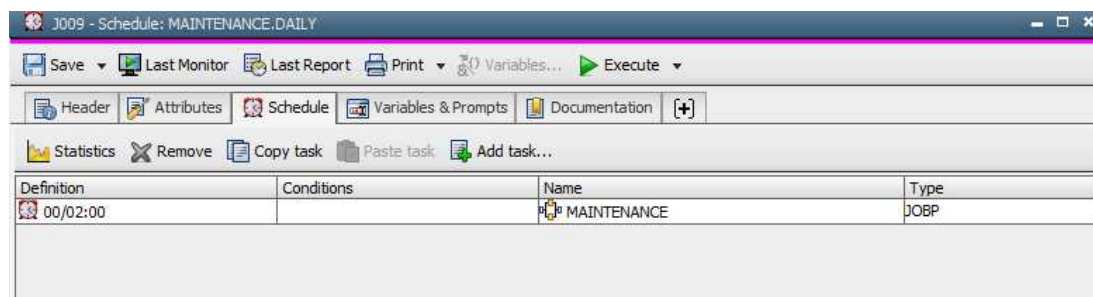 J009 - Schedule: MAINTENANCE.DAILY
Save Last Monitor Last Report Print Variables... Execute
Header Attributes Schedule Variables & Prompts Documentation [+]
Statistics Remove Copy task Paste task Add task...
Definition Conditions Name Type
00/02:00 MAINTENANCE JOBP